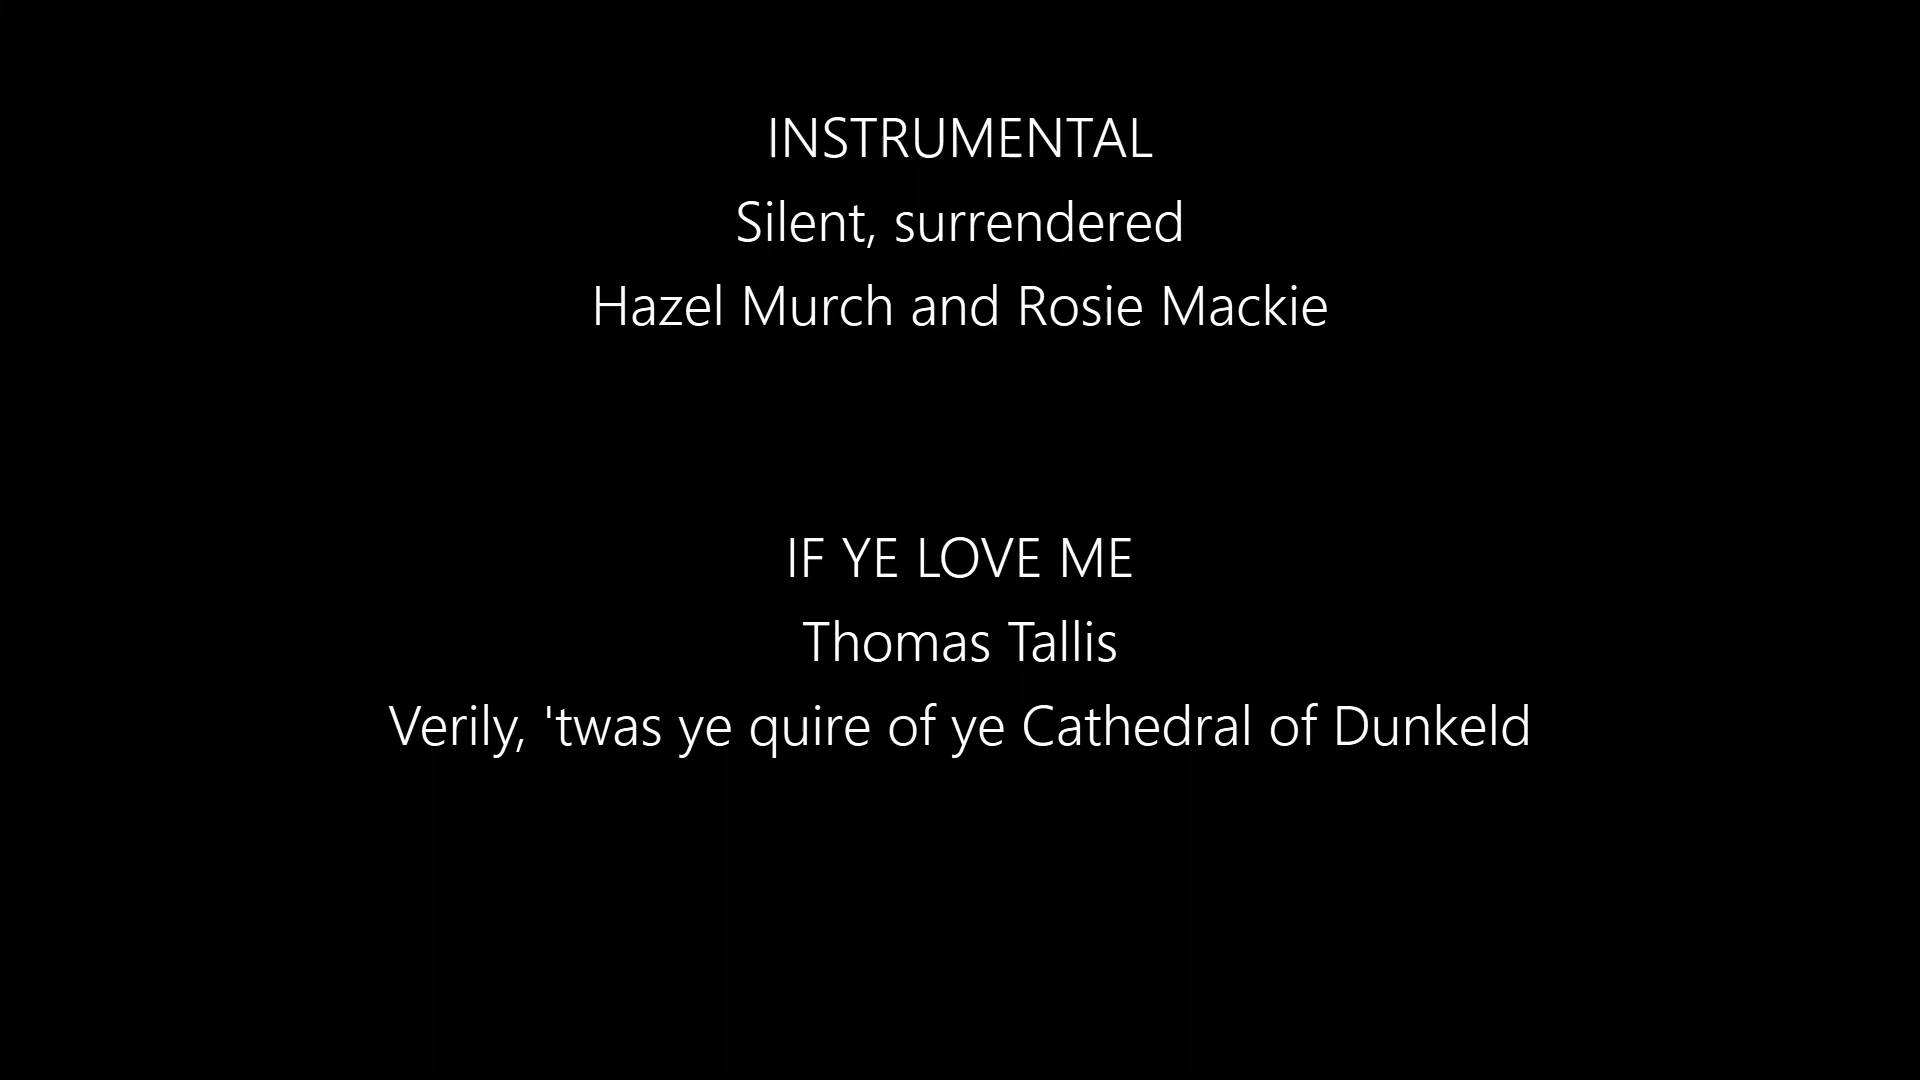 INSTRUMENTAL
Silent, surrendered
Hazel Murch and Rosie Mackie
IF YE LOVE ME
Thomas Tallis
Verily, 'twas ye quire of ye Cathedral of Dunkeld